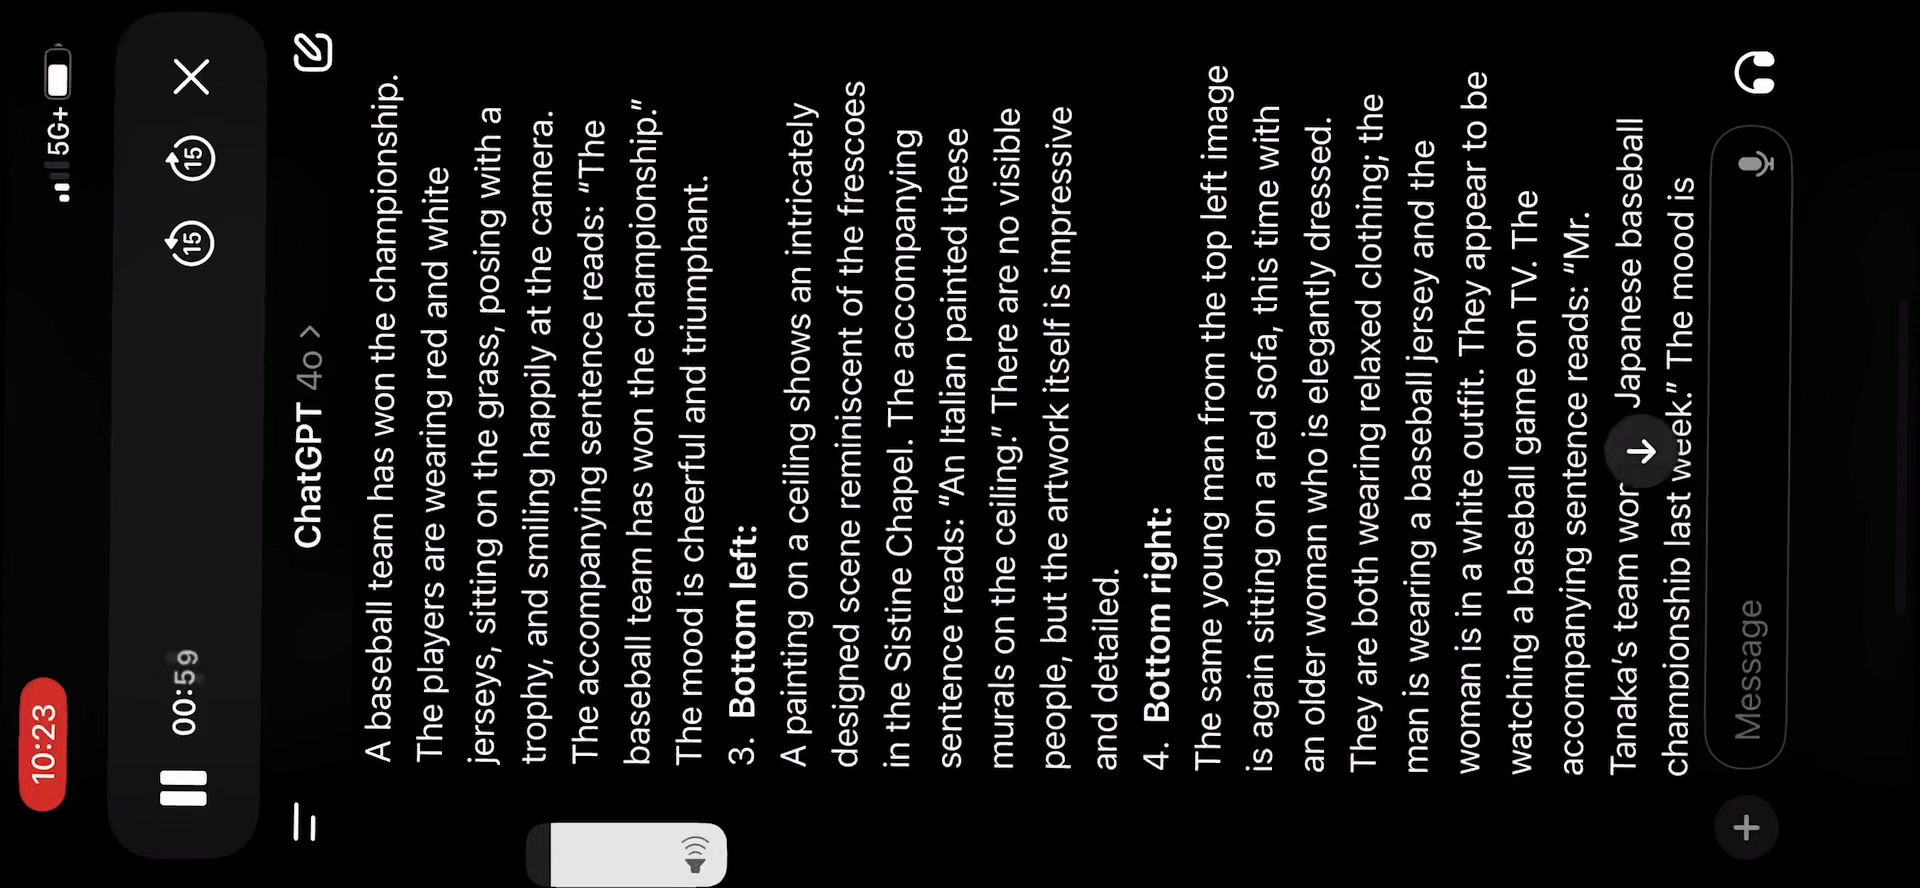 10:23
5G+
00:59
15
15
ChatGPT 4o >
A baseball team has won the championship.
The players are wearing red and white
jerseys, sitting on the grass, posing with a
trophy, and smiling happily at the camera.
The accompanying sentence reads: “The
baseball team has won the championship.”
The mood is cheerful and triumphant.
3. Bottom left:
A painting on a ceiling shows an intricately
designed scene reminiscent of the frescoes
in the Sistine Chapel. The accompanying
sentence reads: “An Italian painted these
murals on the ceiling.” There are no visible
people, but the artwork itself is impressive
and detailed.
4. Bottom right:
The same young man from the top left image
is again sitting on a red sofa, this time with
an older woman who is elegantly dressed.
They are both wearing relaxed clothing; the
man is wearing a baseball jersey and the
woman is in a white outfit. They appear to be
watching a baseball game on TV. The
accompanying sentence reads: “Mr.
Tanaka’s team won Japanese baseball
championship last week.” The mood is
Message